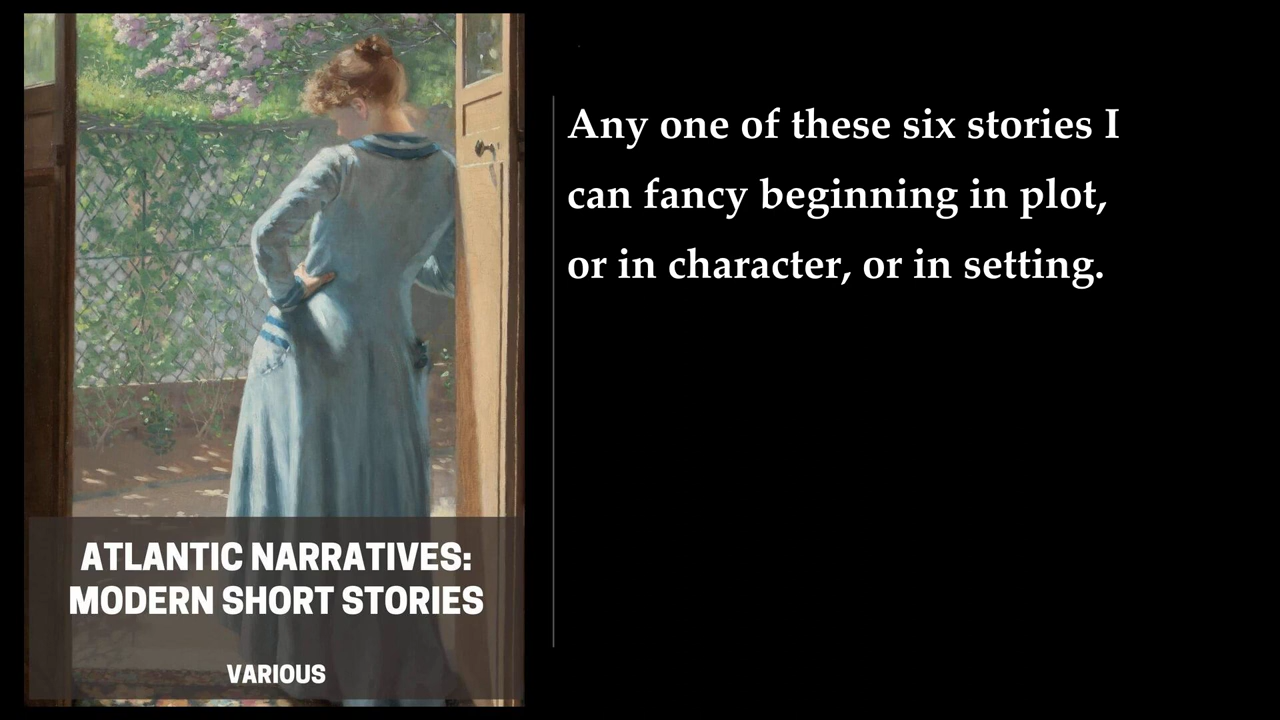 Any one of these six stories I
can fancy beginning in plot,
or in character, or in setting.
ATLANTIC NARRATIVES:
MODERN SHORT STORIES
VARIOUS